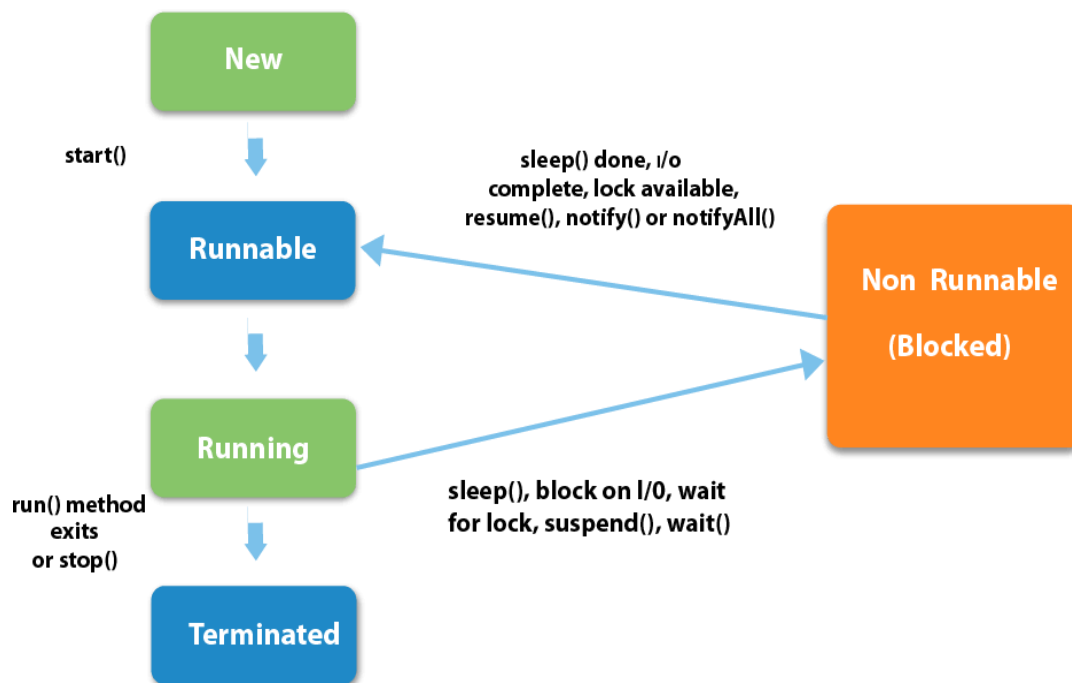 New
start()
sleep() done, I/o
complete, lock available,
resume(), notify() or notifyAll()
Runnable
Non Runnable
(Blocked)
Running
sleep(), block on I/0, wait
for lock, suspend(), wait()
run() method
exits
or stop()
Terminated